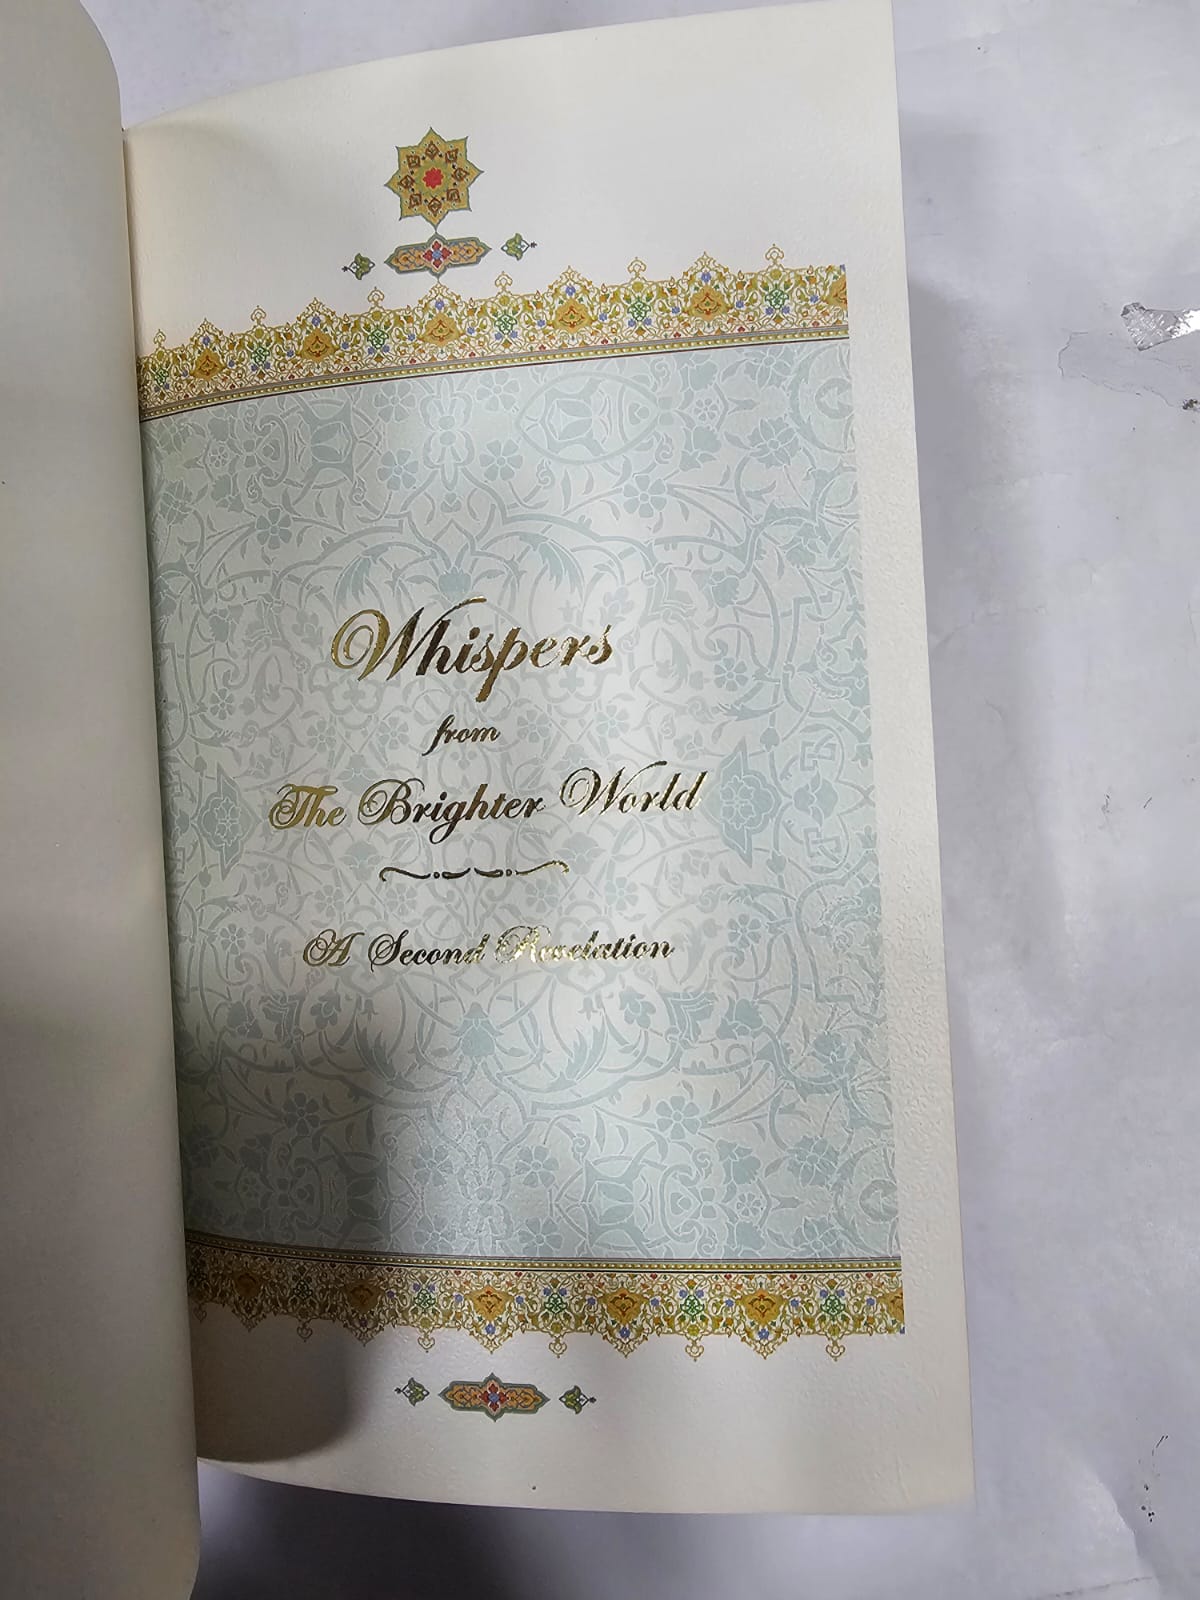 Whispers
from
The Brighter World
A Second Revelation